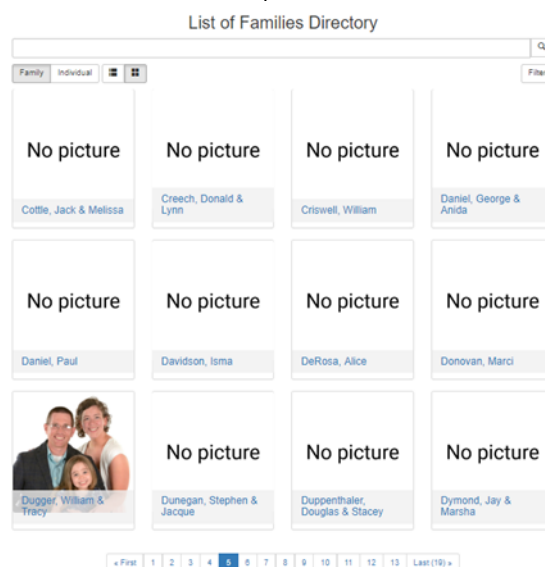 List of Families Directory
Family Individual Filter
No picture No picture No picture No picture
Cottle, Jack & Melissa
Creech, Donald &
Lynn
Criswell, William
Daniel, George &
Anida
No picture No picture No picture No picture
Daniel, Paul
Davidson, Isma
DeRosa, Alice
Donovan, Marci
No picture No picture No picture
Dugger, William &
Tracy
Dunegan, Stephen &
Jacque
Duppenthaler,
Douglas & Stacey
Dymond, Jay &
Marsha
« First 1 2 3 4 5 6 7 8 9 10 11 12 13 Last (19) »